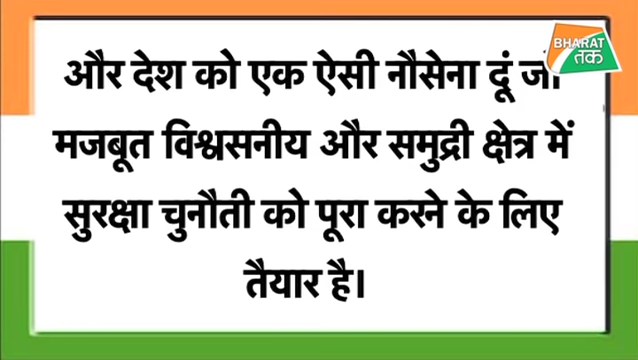 BHARAT
तक
और देश को एक ऐसी नौसेना दूं जो
मजबूत विश्वसनीय और समुद्री क्षेत्र में
सुरक्षा चुनौती को पूरा करने के लिए
तैयार है।